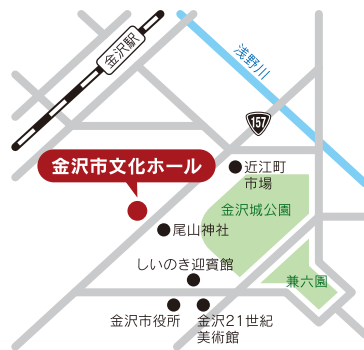 金沢駅
浅野川
157
金沢市文化ホール
近江町
市場
金沢城公園
尾山神社
しいのき迎賓館
兼六園
金沢市役所
金沢21世紀
美術館